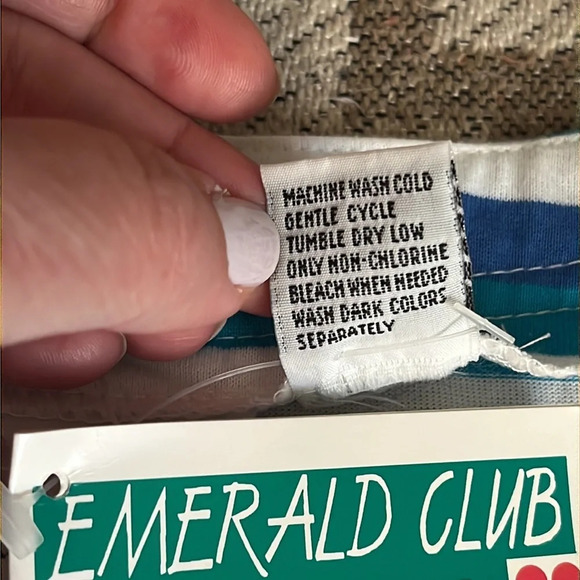 MACHINE WASH COLD
GENTLE CYCLE
TUMBLE DRY LOW
ONLY NON-CHLORINE
BLEACH WHEN NEEDED
WASH DARK COLORS
SEPARATELY
EMERALD CLUB